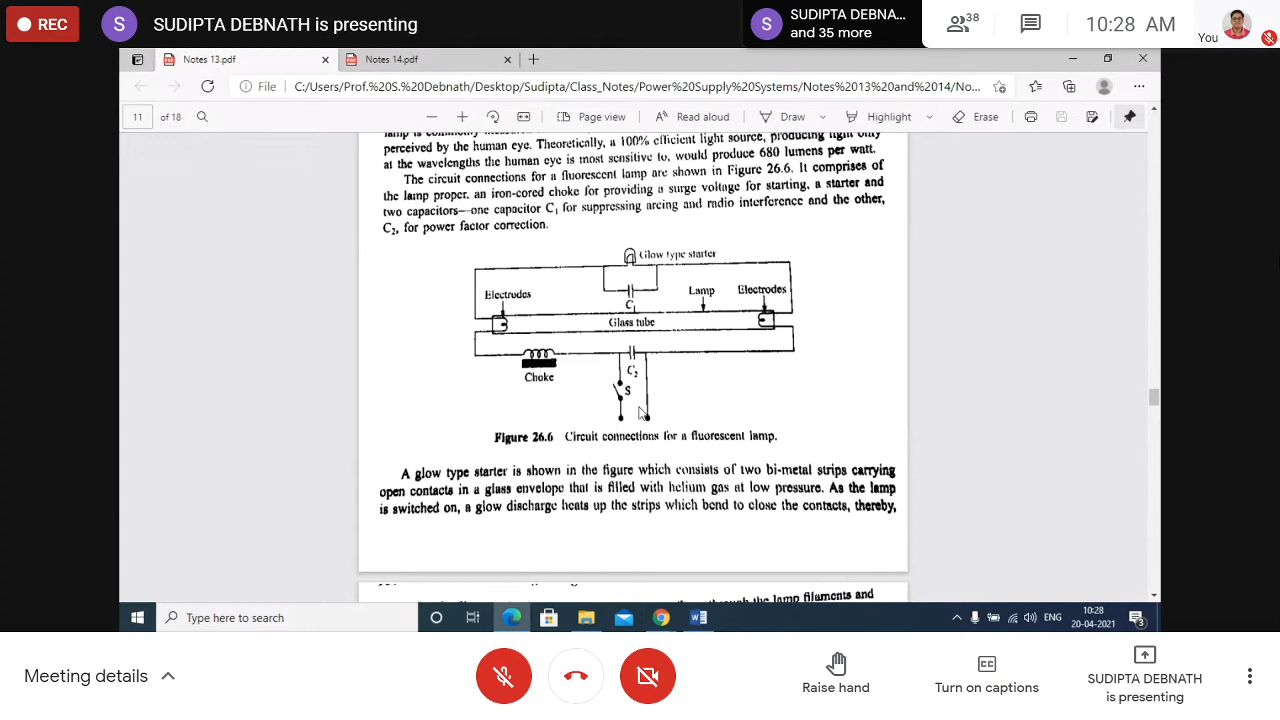 REC
S
SUDIPTA DEBNATH is presenting
S
SUDIPTA DEBNA...
and 35 more
38
10:28 AM
You
Notes 13.pdf
Notes 14.pdf
File
C:/Users/Prof.%20S.%20Debnath/Desktop/Sudipta/Class_Notes/Power%20Supply%20Systems/Notes%2013%20and%2014/No...
11
of 18
Page view
Read aloud
Draw
Highlight
Erase
perceived by the human eye. Theoretically, a 100% efficient light source, producing light only
at the wavelengths the human eye is most sensitive to, would produce 680 lumens per watt.
The circuit connections for a fluorescent lamp are shown in Figure 26.6. It comprises of
the lamp proper, an iron-cored choke for providing a surge voltage for starting, a starter and
two capacitors—one capacitor C₁ for suppressing arcing and radio interference and the other,
C₂, for power factor correction.
Glow type starter
Electrodes
Lamp
Electrodes
C₁
Glass tube
C₂
Choke
S
Figure 26.6 Circuit connections for a fluorescent lamp.
A glow type starter is shown in the figure which consists of two bi-metal strips carrying
open contacts in a glass envelope that is filled with helium gas at low pressure. As the lamp
is switched on, a glow discharge heats up the strips which bend to close the contacts, thereby,
through the lamp filaments and
Type here to search
ENG
10:28
20-04-2021
3
Meeting details
Raise hand
Turn on captions
SUDIPTA DEBNATH
is presenting